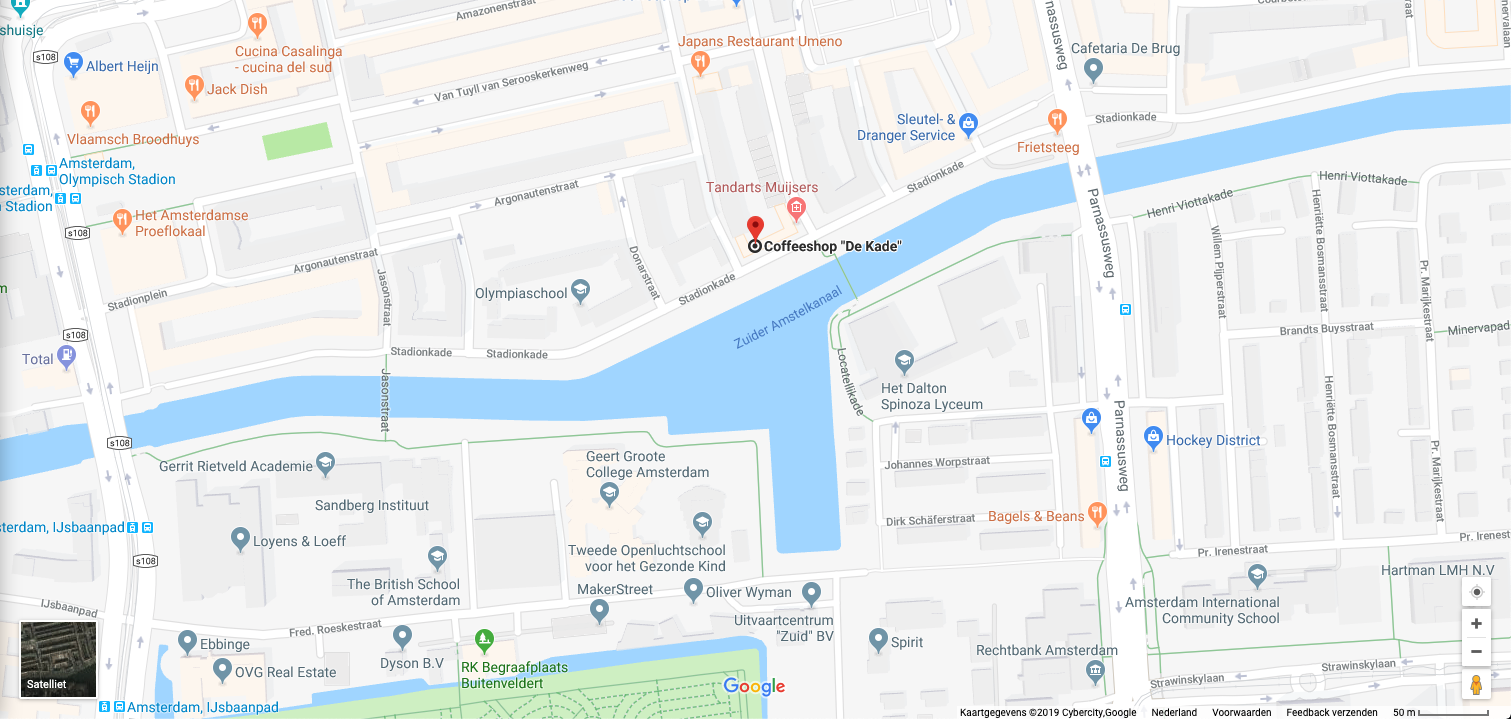 Amazonenstraat
shuisje
s108
Cucina Casalinga
- cucina del sud
Japans Restaurant Umeno
Parnassusweg
Cafetaria De Brug
Albert Heijn
Jack Dish
Van Tuyll van Serooskerkenweg
Vlaamsch Broodhuys
Sleutel- &
Dranger Service
Stadionkade
Frietsteeg
Amsterdam,
Olympisch Stadion
sterdam,
n Stadion
Argonautenstraat
Stadionkade
Tandarts Muijsers
Henri Viottakade
Henri Viottakade
Het Amsterdamse
Proeflokaal
s108
Parnassusweg
Willem Pijperstraat
Henriëtte Bosmansstraat
Pr. Marijkestraat
Coffeeshop "De Kade"
Argonautenstraat
Donarstraat
Jasonstraat
Stadionplein
Olympiaschool
Stadionkade
Zuider Amstelkanaal
s108
Total
Stadionkade
Stadionkade
Brandts Buysstraat
Minervapad
Locatellikade
Het Dalton
Spinoza Lyceum
Jasonstraat
Parnassusweg
Henriëtte Bosmansstraat
Pr. Marijkestraat
s108
Hockey District
Gerrit Rietveld Academie
Geert Groote
College Amsterdam
Johannes Worpstraat
Sandberg Instituut
Dirk Schäferstraat
Bagels & Beans
sterdam, IJsbaanpad
Loyens & Loeff
Pr. Irenestraat
Pr. Irenestraat
s108
Tweede Openluchtschool
voor het Gezonde Kind
The British School
of Amsterdam
MakerStreet
Oliver Wyman
Hartman LMH N.V
Amsterdam International
Community School
IJsbaanpad
Fred. Roeskestraat
Uitvaartcentrum
"Zuid" BV
Ebbinge
Dyson B.V
Spirit
Rechtbank Amsterdam
OVG Real Estate
RK Begraafplaats
Buitenveldert
Strawinskylaan
Strawinskylaan
Satelliet
Google
Amsterdam, IJsbaanpad
Kaartgegevens ©2019 Cybercity,Google
Nederland
Voorwaarden
Feedback verzenden
50 m